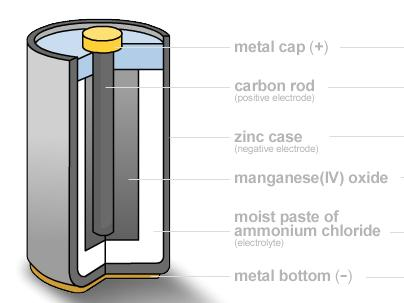 metal cap (+)
carbon rod
(positive electrode)
zinc case
(negative electrode)
manganese(IV) oxide
moist paste of
ammonium chloride
(electrolyte)
metal bottom (−)